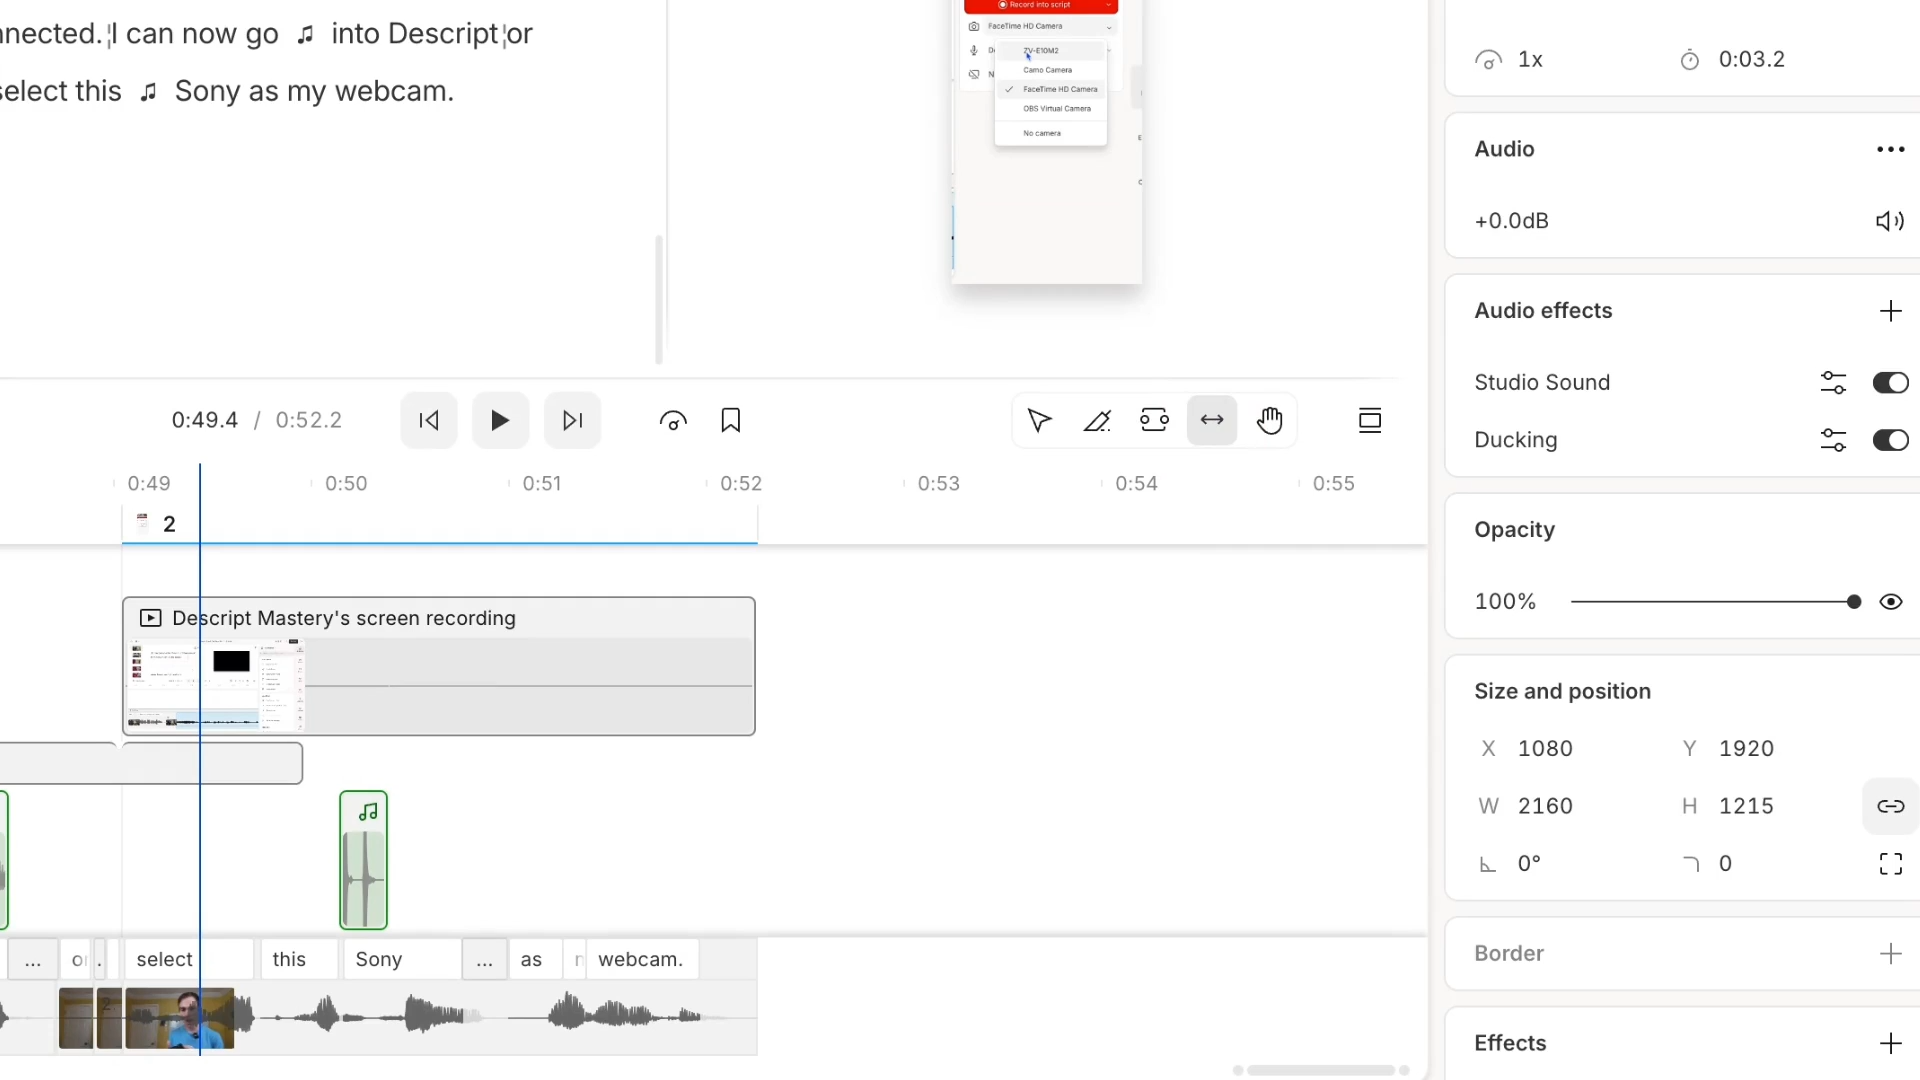 nnected. I can now go ♫ into Descript or
select this ♫ Sony as my webcam.
Record into script
FaceTime HD Camera
ZV-E10M2
Camo Camera
FaceTime HD Camera
OBS Virtual Camera
No camera
1x
0:03.2
Audio
+0.0dB
Audio effects
Studio Sound
Ducking
Opacity
100%
Size and position
X 1080 Y 1920
W 2160 H 1215
0° 0
Border
Effects
0:49.4 / 0:52.2
0:49 0:50 0:51 0:52 0:53 0:54 0:55
2
Descript Mastery's screen recording
... or . select this Sony ... as webcam.
2